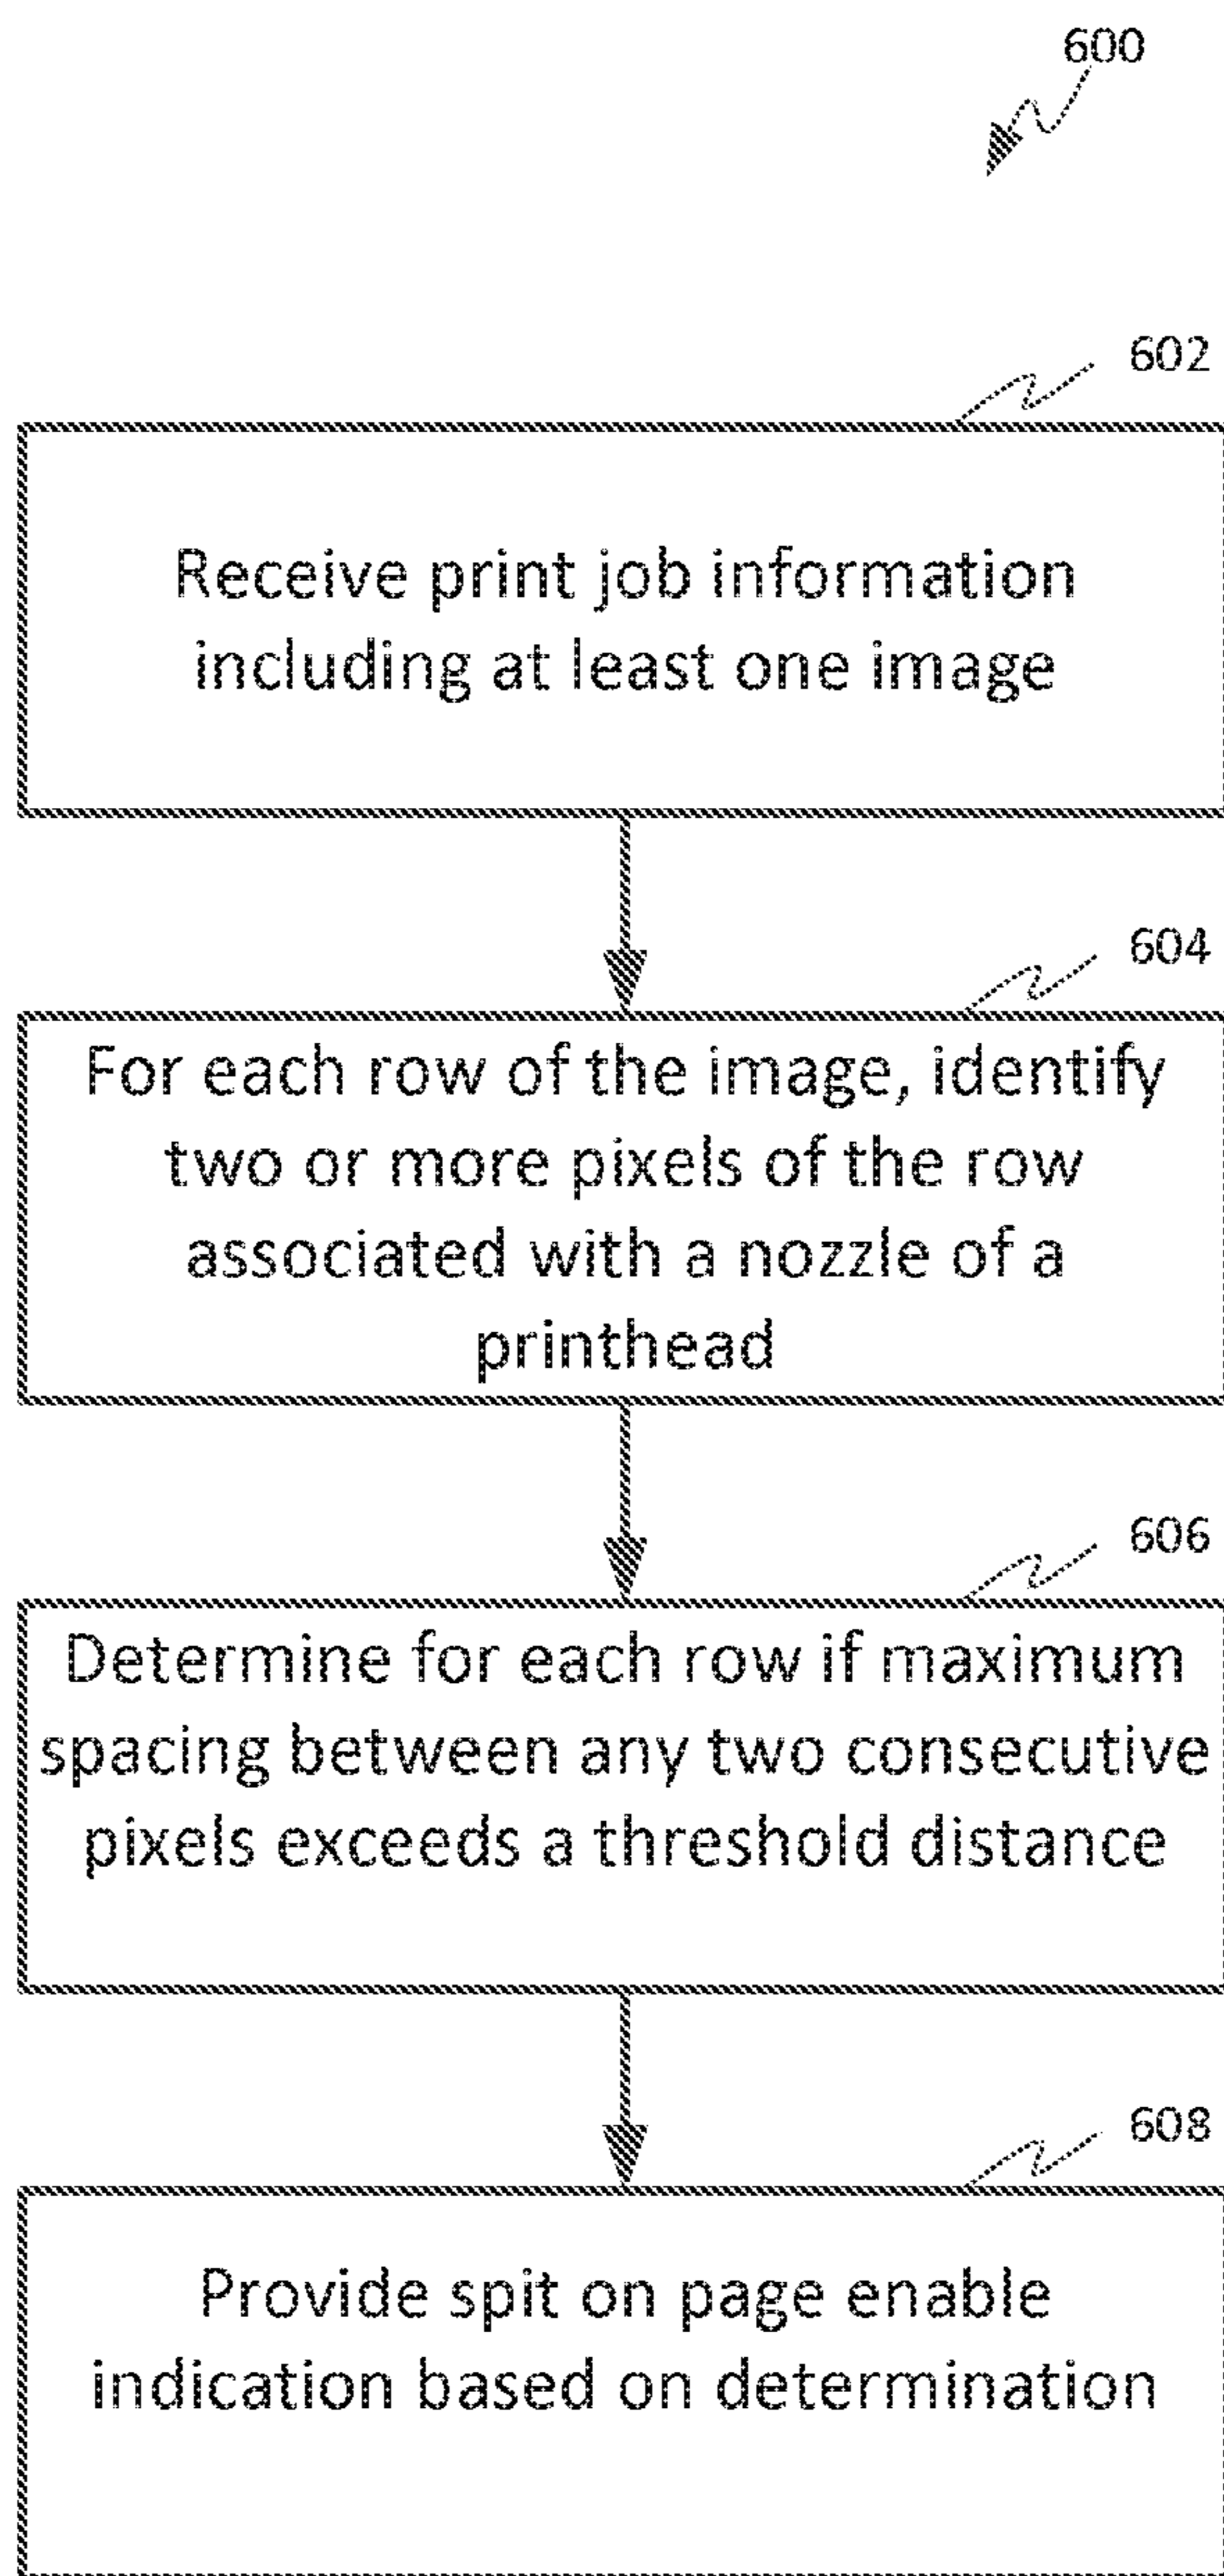 600
602
Receive print job information
including at least one image
604
For each row of the image, identify
two or more pixels of the row
associated with a nozzle of a
printhead
606
Determine for each row if maximum
spacing between any two consecutive
pixels exceeds a threshold distance
608
Provide spit on page enable
indication based on determination